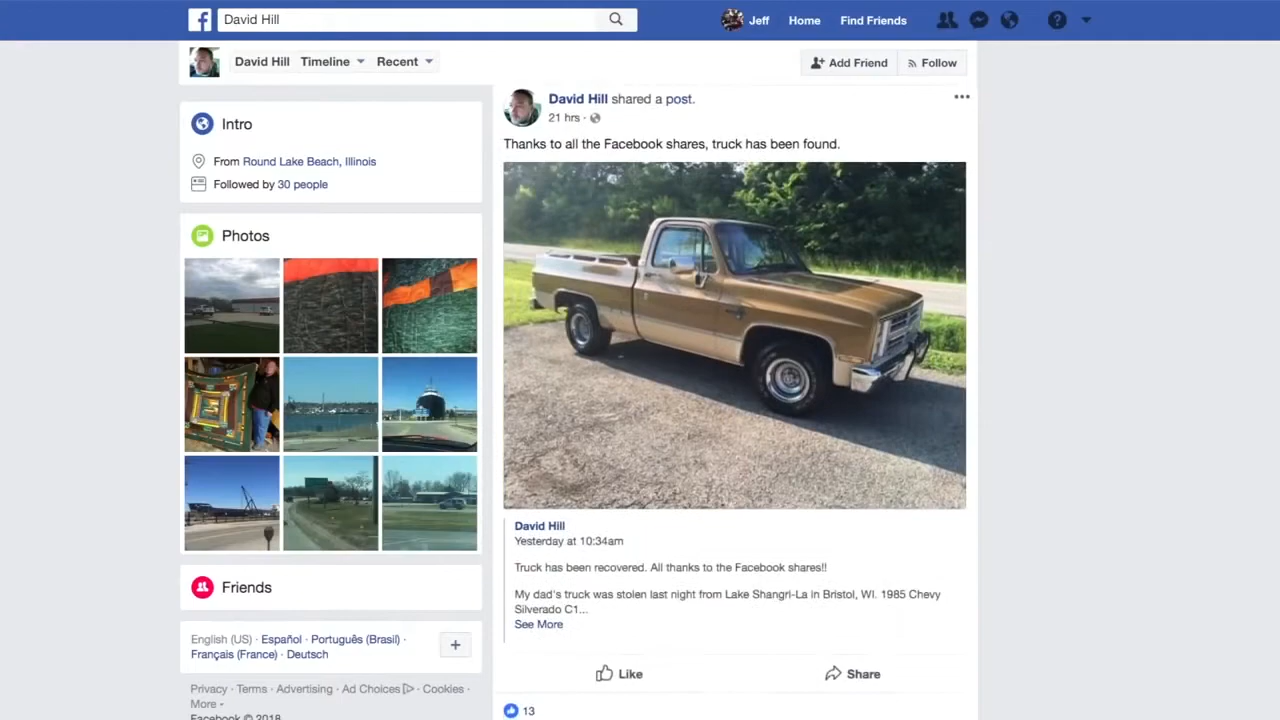 David Hill
Jeff
Home
Find Friends
David Hill
Timeline
Recent
Add Friend
Follow
Intro
From Round Lake Beach, Illinois
Followed by 30 people
Photos
Friends
English (US) · Español · Português (Brasil) ·
Français (France) · Deutsch
+
Privacy · Terms · Advertising · Ad Choices · Cookies ·
More
Facebook © 2018
David Hill shared a post.
21 hrs ·
Thanks to all the Facebook shares, truck has been found.
David Hill
Yesterday at 10:34am
Truck has been recovered. All thanks to the Facebook shares!!
My dad's truck was stolen last night from Lake Shangri-La in Bristol, WI. 1985 Chevy
Silverado C1...
See More
Like
Share
13